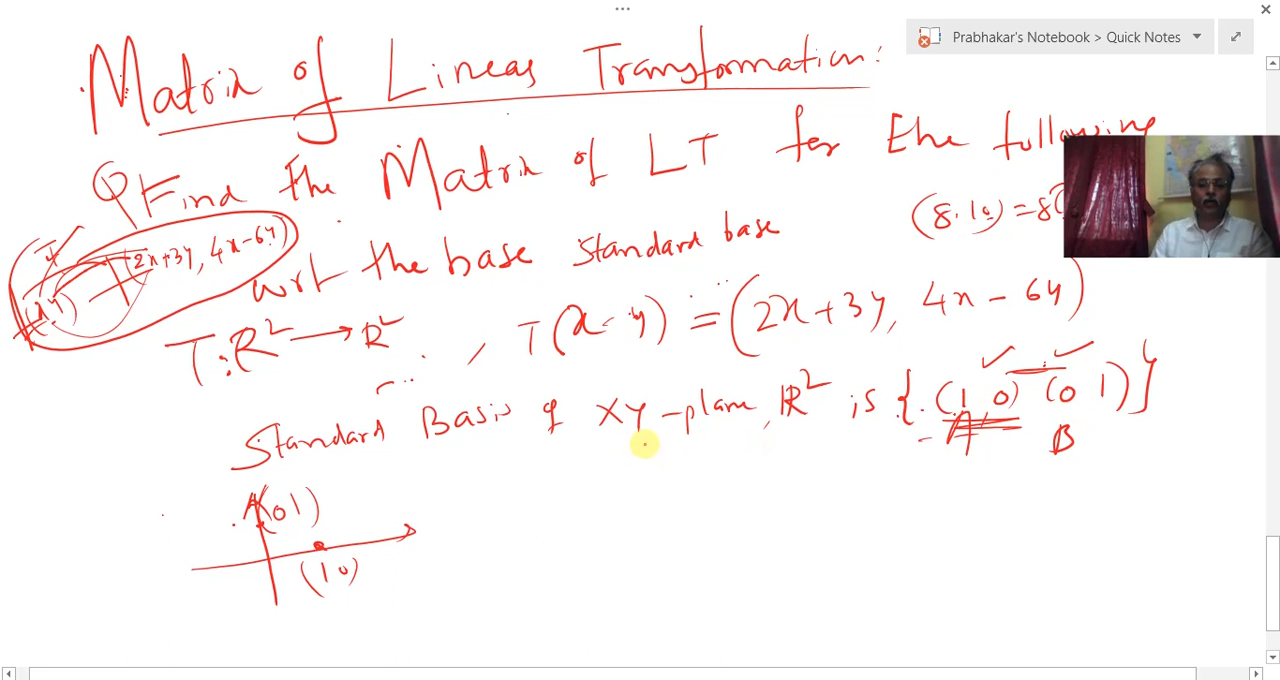 Prabhakar's Notebook > Quick Notes
Matrix of Linear Transformation:
Q Find the Matrix of LT for the following
(8.10) = 8
wrt the base standard base
(2x+3y, 4x-6y)
(x y)
T: R² → R² , T(x y) = (2x+3y, 4x-6y)
Standard Basis of XY-plane, R² is {(1, 0) (0 1)}
A B
(0 1)
(1 0)